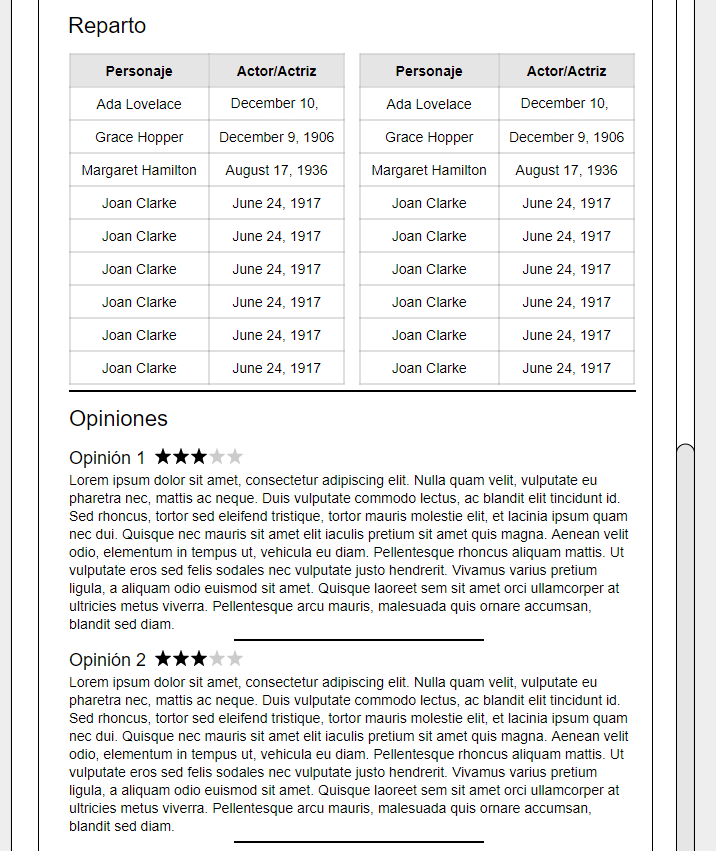 Reparto
Personaje Actor/Actriz Personaje Actor/Actriz
Ada Lovelace December 10, Ada Lovelace December 10,
Grace Hopper December 9, 1906 Grace Hopper December 9, 1906
Margaret Hamilton August 17, 1936 Margaret Hamilton August 17, 1936
Joan Clarke June 24, 1917 Joan Clarke June 24, 1917
Joan Clarke June 24, 1917 Joan Clarke June 24, 1917
Joan Clarke June 24, 1917 Joan Clarke June 24, 1917
Joan Clarke June 24, 1917 Joan Clarke June 24, 1917
Joan Clarke June 24, 1917 Joan Clarke June 24, 1917
Joan Clarke June 24, 1917 Joan Clarke June 24, 1917
Opiniones
Opinión 1
Lorem ipsum dolor sit amet, consectetur adipiscing elit. Nulla quam velit, vulputate eu
pharetra nec, mattis ac neque. Duis vulputate commodo lectus, ac blandit elit tincidunt id.
Sed rhoncus, tortor sed eleifend tristique, tortor mauris molestie elit, et lacinia ipsum quam
nec dui. Quisque nec mauris sit amet elit iaculis pretium sit amet quis magna. Aenean velit
odio, elementum in tempus ut, vehicula eu diam. Pellentesque rhoncus aliquam mattis. Ut
vulputate eros sed felis sodales nec vulputate justo hendrerit. Vivamus varius pretium
ligula, a aliquam odio euismod sit amet. Quisque laoreet sem sit amet orci ullamcorper at
ultricies metus viverra. Pellentesque arcu mauris, malesuada quis ornare accumsan,
blandit sed diam.
Opinión 2
Lorem ipsum dolor sit amet, consectetur adipiscing elit. Nulla quam velit, vulputate eu
pharetra nec, mattis ac neque. Duis vulputate commodo lectus, ac blandit elit tincidunt id.
Sed rhoncus, tortor sed eleifend tristique, tortor mauris molestie elit, et lacinia ipsum quam
nec dui. Quisque nec mauris sit amet elit iaculis pretium sit amet quis magna. Aenean velit
odio, elementum in tempus ut, vehicula eu diam. Pellentesque rhoncus aliquam mattis. Ut
vulputate eros sed felis sodales nec vulputate justo hendrerit. Vivamus varius pretium
ligula, a aliquam odio euismod sit amet. Quisque laoreet sem sit amet orci ullamcorper at
ultricies metus viverra. Pellentesque arcu mauris, malesuada quis ornare accumsan,
blandit sed diam.